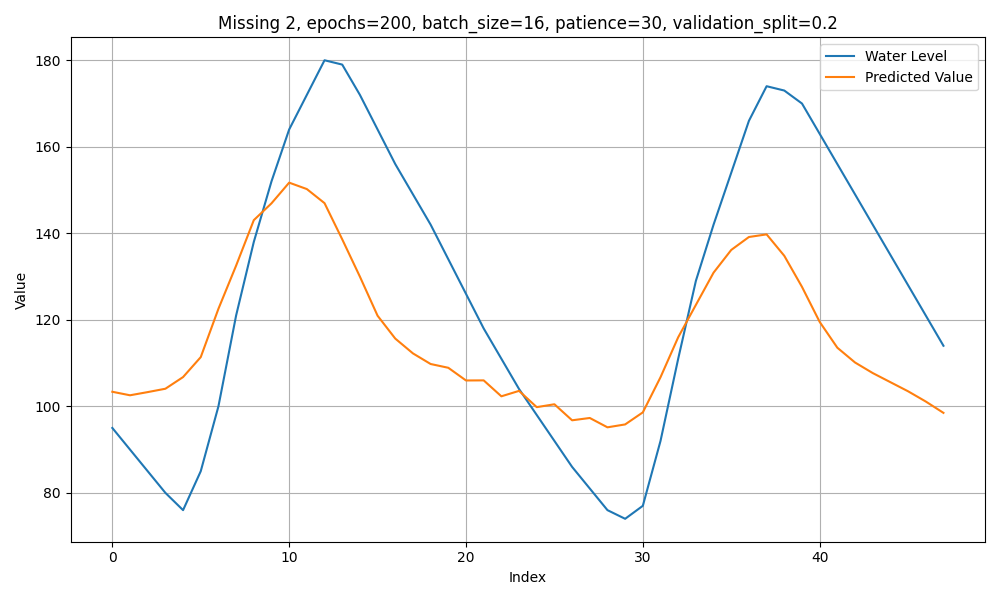 Missing 2, epochs=200, batch_size=16, patience=30, validation_split=0.2
Water Level
Predicted Value
180
160
140
120
100
80
Value
0
10
20
30
40
Index